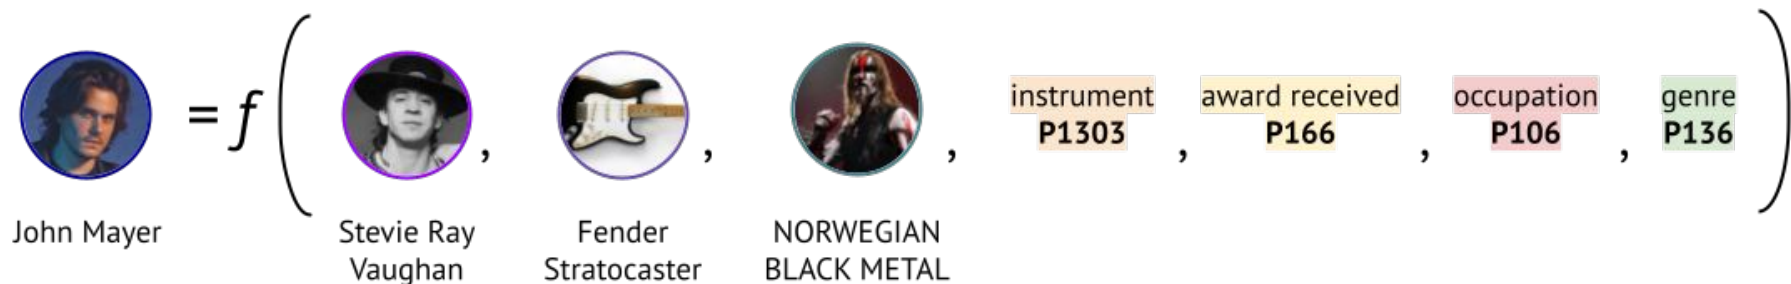 = f ( , , , instrument P1303 , award received P166 , occupation P106 , genre P136 )
John Mayer
Stevie Ray
Vaughan
Fender
Stratocaster
NORWEGIAN
BLACK METAL